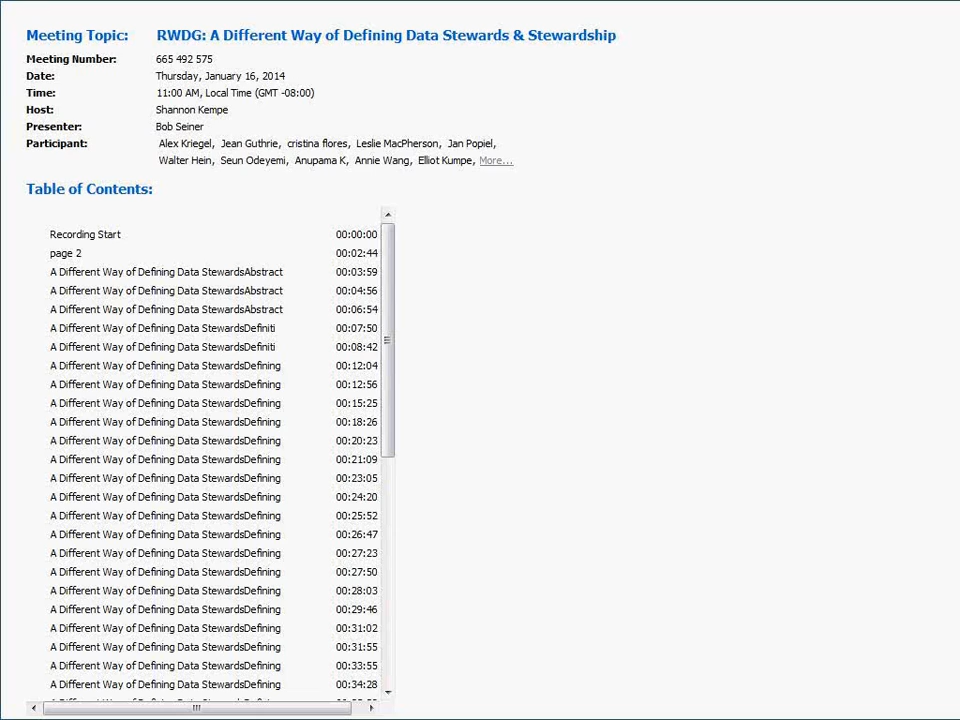 Meeting Topic: RWDG: A Different Way of Defining Data Stewards & Stewardship
Meeting Number: 665 492 575
Date: Thursday, January 16, 2014
Time: 11:00 AM, Local Time (GMT -08:00)
Host: Shannon Kempe
Presenter: Bob Seiner
Participant: Alex Kriegel, Jean Guthrie, cristina flores, Leslie MacPherson, Jan Popiel,
Walter Hein, Seun Odeyemi, Anupama K, Annie Wang, Elliot Kumpe, More...
Table of Contents:
Recording Start 00:00:00
page 2 00:02:44
A Different Way of Defining Data StewardsAbstract 00:03:59
A Different Way of Defining Data StewardsAbstract 00:04:56
A Different Way of Defining Data StewardsAbstract 00:06:54
A Different Way of Defining Data StewardsDefiniti 00:07:50
A Different Way of Defining Data StewardsDefiniti 00:08:42
A Different Way of Defining Data StewardsDefining 00:12:04
A Different Way of Defining Data StewardsDefining 00:12:56
A Different Way of Defining Data StewardsDefining 00:15:25
A Different Way of Defining Data StewardsDefining 00:18:26
A Different Way of Defining Data StewardsDefining 00:20:23
A Different Way of Defining Data StewardsDefining 00:21:09
A Different Way of Defining Data StewardsDefining 00:23:05
A Different Way of Defining Data StewardsDefining 00:24:20
A Different Way of Defining Data StewardsDefining 00:25:52
A Different Way of Defining Data StewardsDefining 00:26:47
A Different Way of Defining Data StewardsDefining 00:27:23
A Different Way of Defining Data StewardsDefining 00:27:50
A Different Way of Defining Data StewardsDefining 00:28:03
A Different Way of Defining Data StewardsDefining 00:29:46
A Different Way of Defining Data StewardsDefining 00:31:02
A Different Way of Defining Data StewardsDefining 00:31:55
A Different Way of Defining Data StewardsDefining 00:33:55
A Different Way of Defining Data StewardsDefining 00:34:28